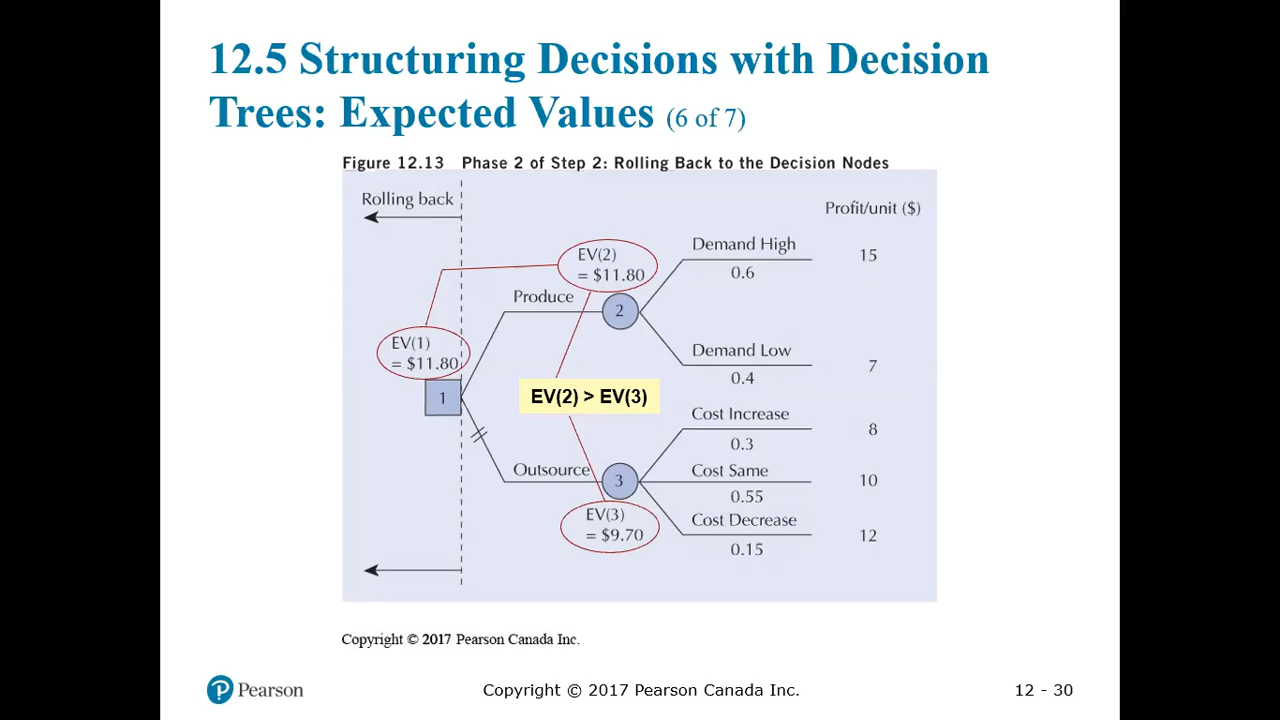 12.5 Structuring Decisions with Decision
Trees: Expected Values (6 of 7)
Figure 12.13 Phase 2 of Step 2: Rolling Back to the Decision Nodes
Rolling back
Profit/unit ($)
EV(2)
= $11.80
Demand High
15
0.6
Produce
2
EV(1)
= $11.80
Demand Low
7
0.4
1
EV(2) > EV(3)
Cost Increase
8
0.3
Outsource
3
Cost Same
10
0.55
EV(3)
= $9.70
Cost Decrease
12
0.15
Copyright © 2017 Pearson Canada Inc.
Pearson
Copyright © 2017 Pearson Canada Inc.
12 - 30